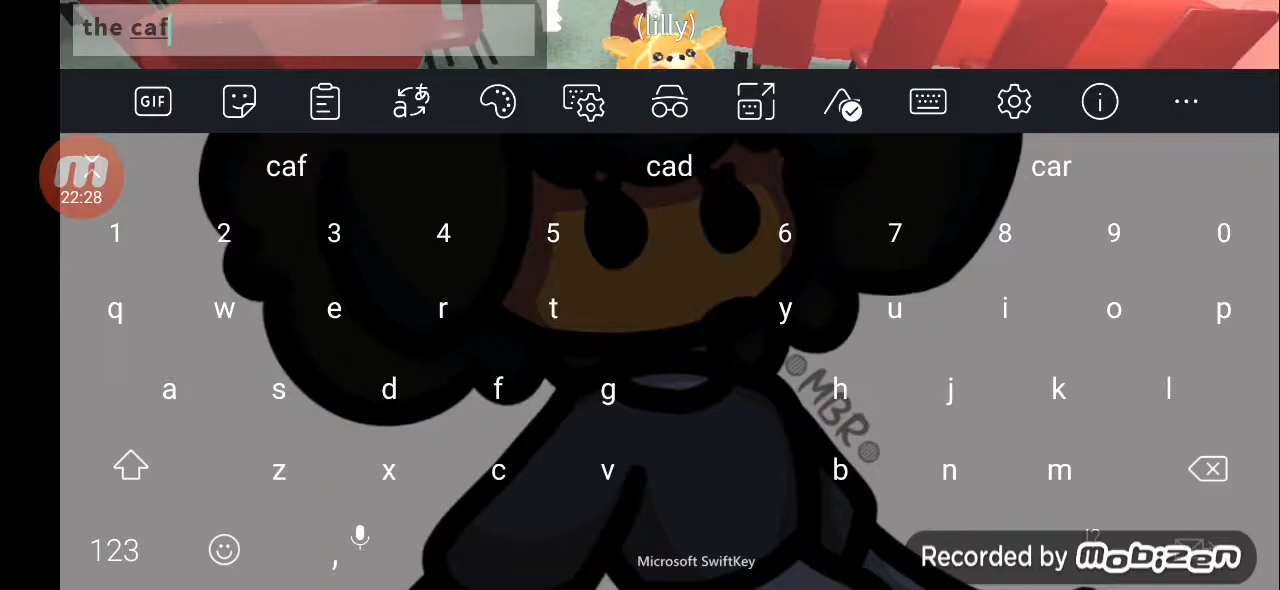 the caf
(lilly)
GIF
caf cad car
22:28
1 2 3 4 5 6 7 8 9 0
q w e r t y u i o p
a s d f g h j k l
MBR
z x c v b n m
123 , Microsoft SwiftKey !?
Recorded by mobizen